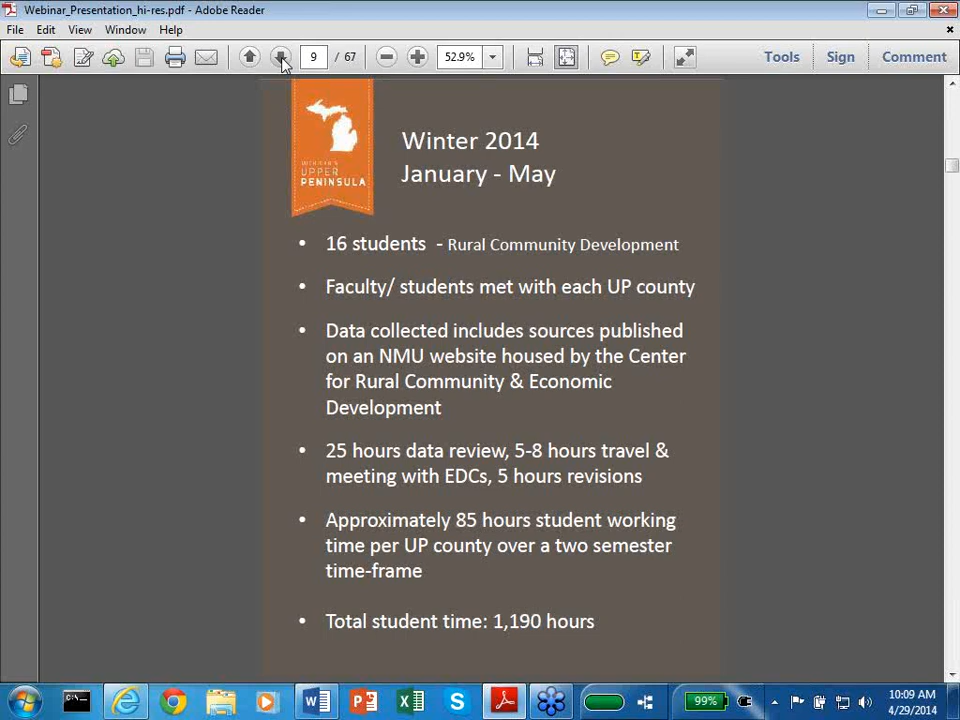 Webinar_Presentation_hi-res.pdf - Adobe Reader
File Edit View Window Help
9 / 67 52.9% Tools Sign Comment
UPPER
PENINSULA
Winter 2014
January - May
• 16 students - Rural Community Development
• Faculty/ students met with each UP county
• Data collected includes sources published
on an NMU website housed by the Center
for Rural Community & Economic
Development
• 25 hours data review, 5-8 hours travel &
meeting with EDCs, 5 hours revisions
• Approximately 85 hours student working
time per UP county over a two semester
time-frame
• Total student time: 1,190 hours
99%
10:09 AM
4/29/2014